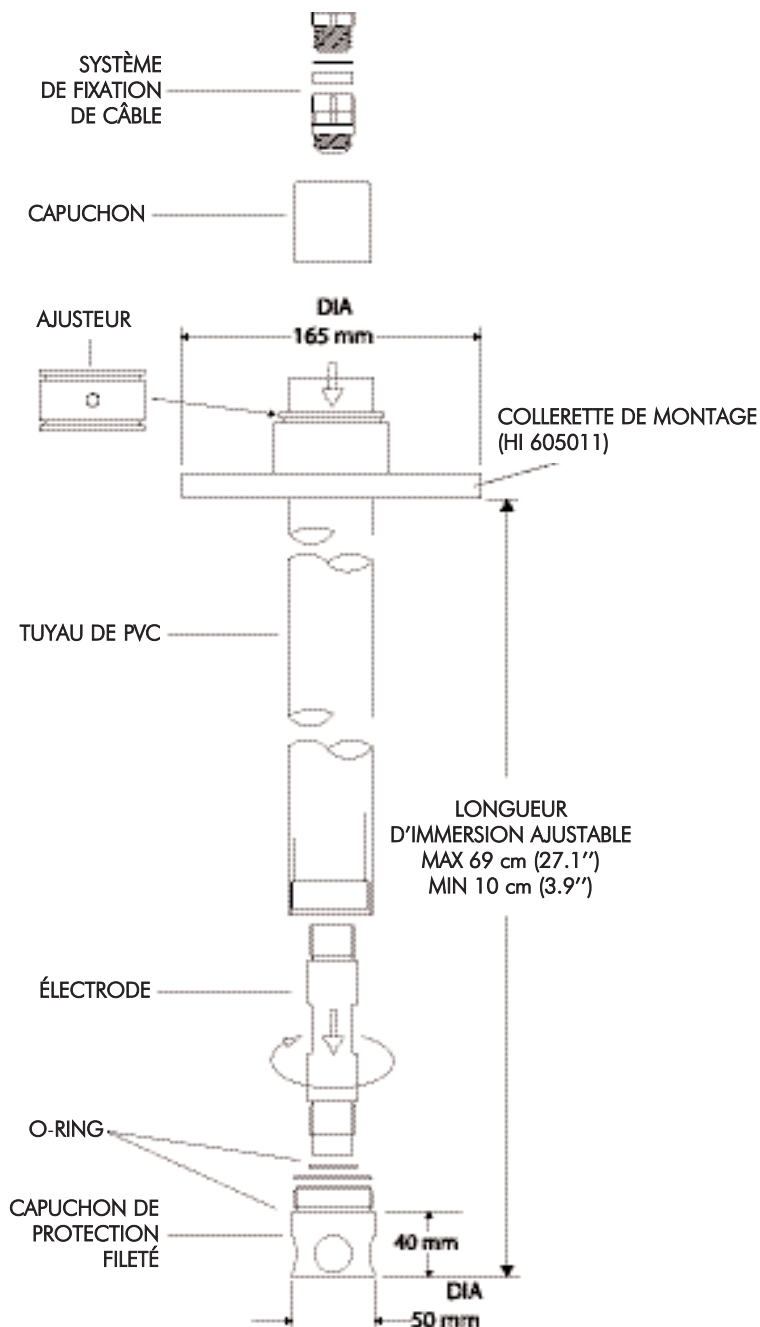 SYSTÈME
DE FIXATION
DE CÂBLE
CAPUCHON
DIA
165 mm
AJUSTEUR
COLLERETTE DE MONTAGE
(HI 605011)
TUYAU DE PVC
LONGUEUR
D'IMMERSION AJUSTABLE
MAX 69 cm (27.1’’)
MIN 10 cm (3.9’’)
ÉLECTRODE
O-RING
CAPUCHON DE
PROTECTION
FILETÉ
40 mm
DIA
50 mm